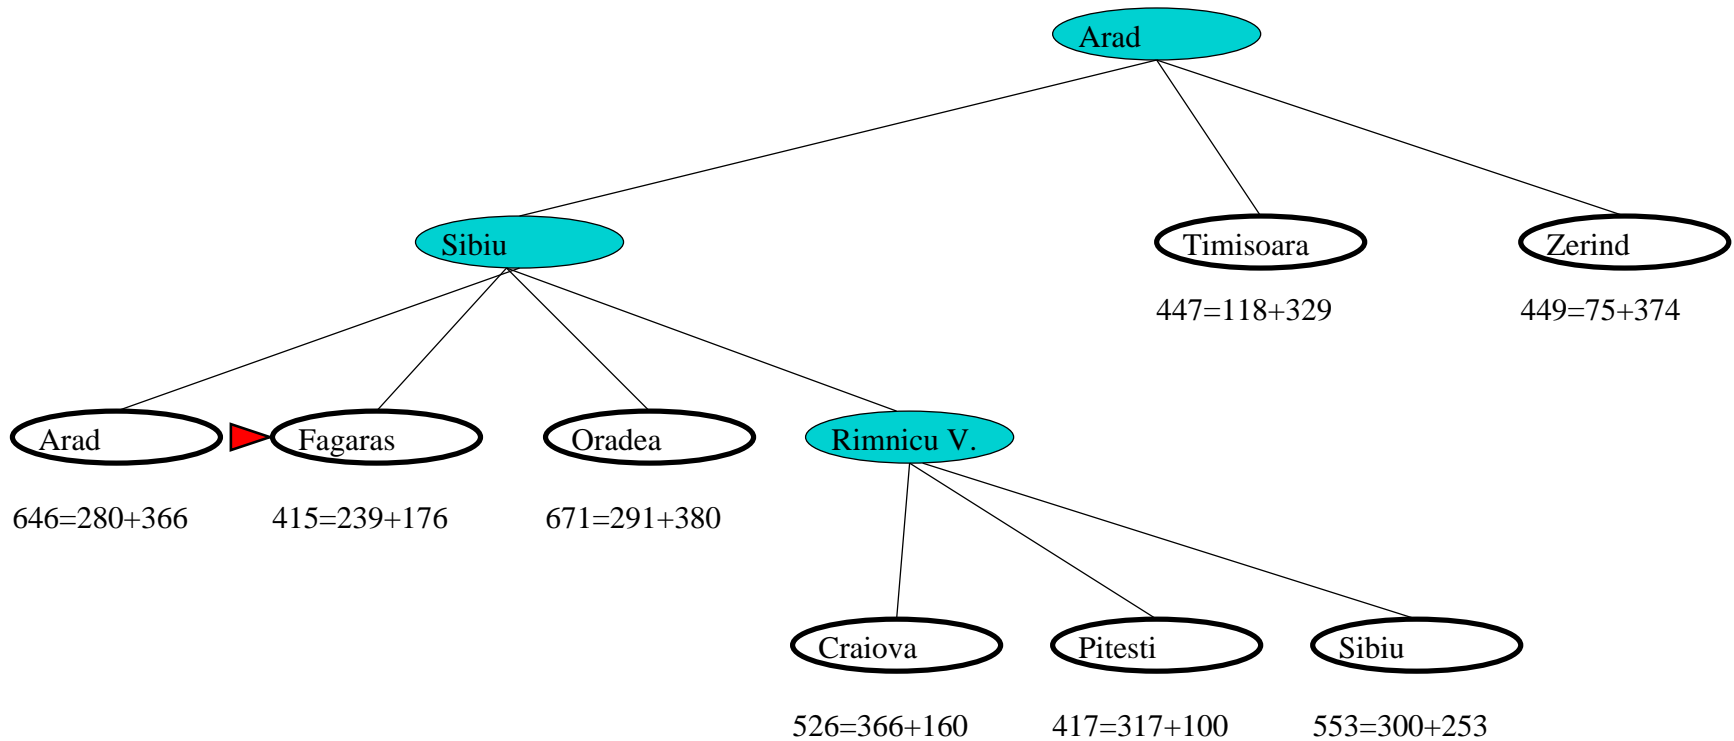 Arad
Sibiu
Timisoara
Zerind
447=118+329
449=75+374
Arad
Fagaras
Oradea
Rimnicu V.
646=280+366
415=239+176
671=291+380
Craiova
Pitesti
Sibiu
526=366+160
417=317+100
553=300+253